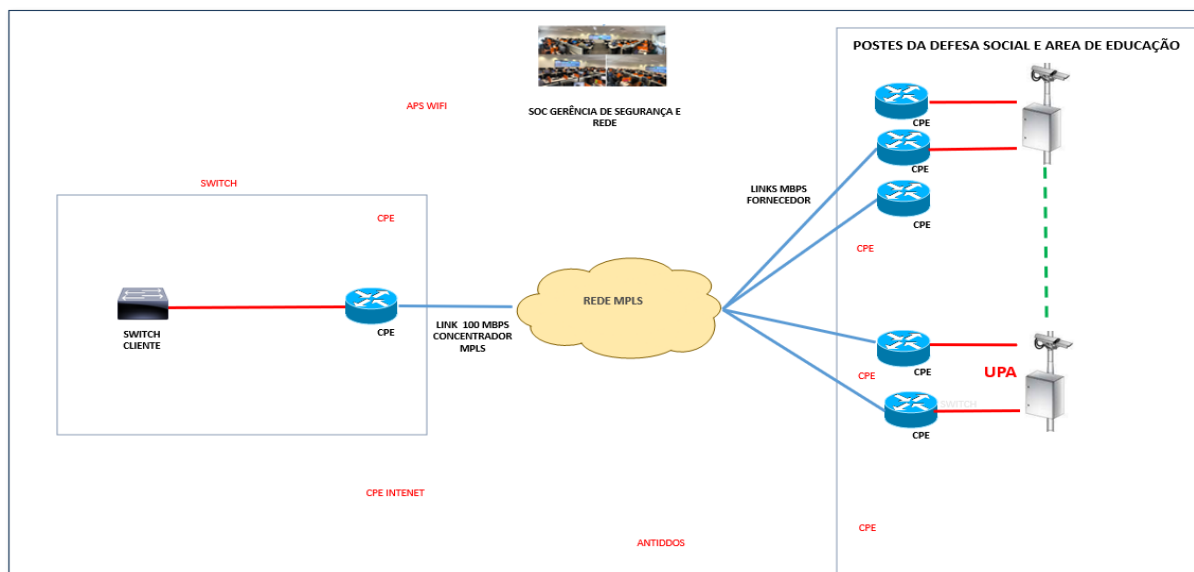 POSTES DA DEFESA SOCIAL E AREA DE EDUCAÇÃO
APS WIFI
SOC GERÊNCIA DE SEGURANÇA E
REDE
CPE
CPE
SWITCH
LINKS MBPS
FORNECEDOR
CPE
CPE
CPE
REDE MPLS
SWITCH
CLIENTE
CPE
LINK 100 MBPS
CONCENTRADOR
MPLS
CPE
CPE
UPA
SWITCH
CPE
CPE INTENET
CPE
ANTIDDOS